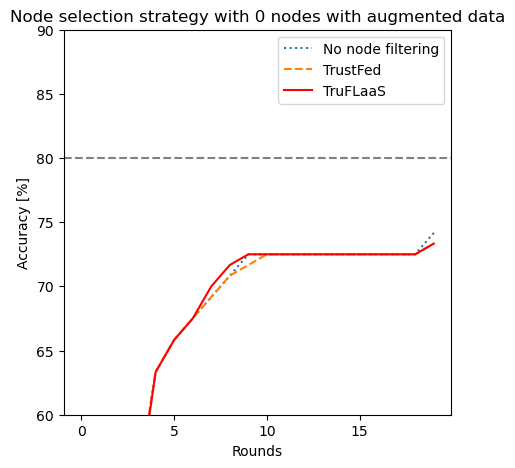 Node selection strategy with 0 nodes with augmented data
No node filtering
TrustFed
TruFLaaS
90
85
80
75
70
65
60
Accuracy [%]
0 5 10 15
Rounds